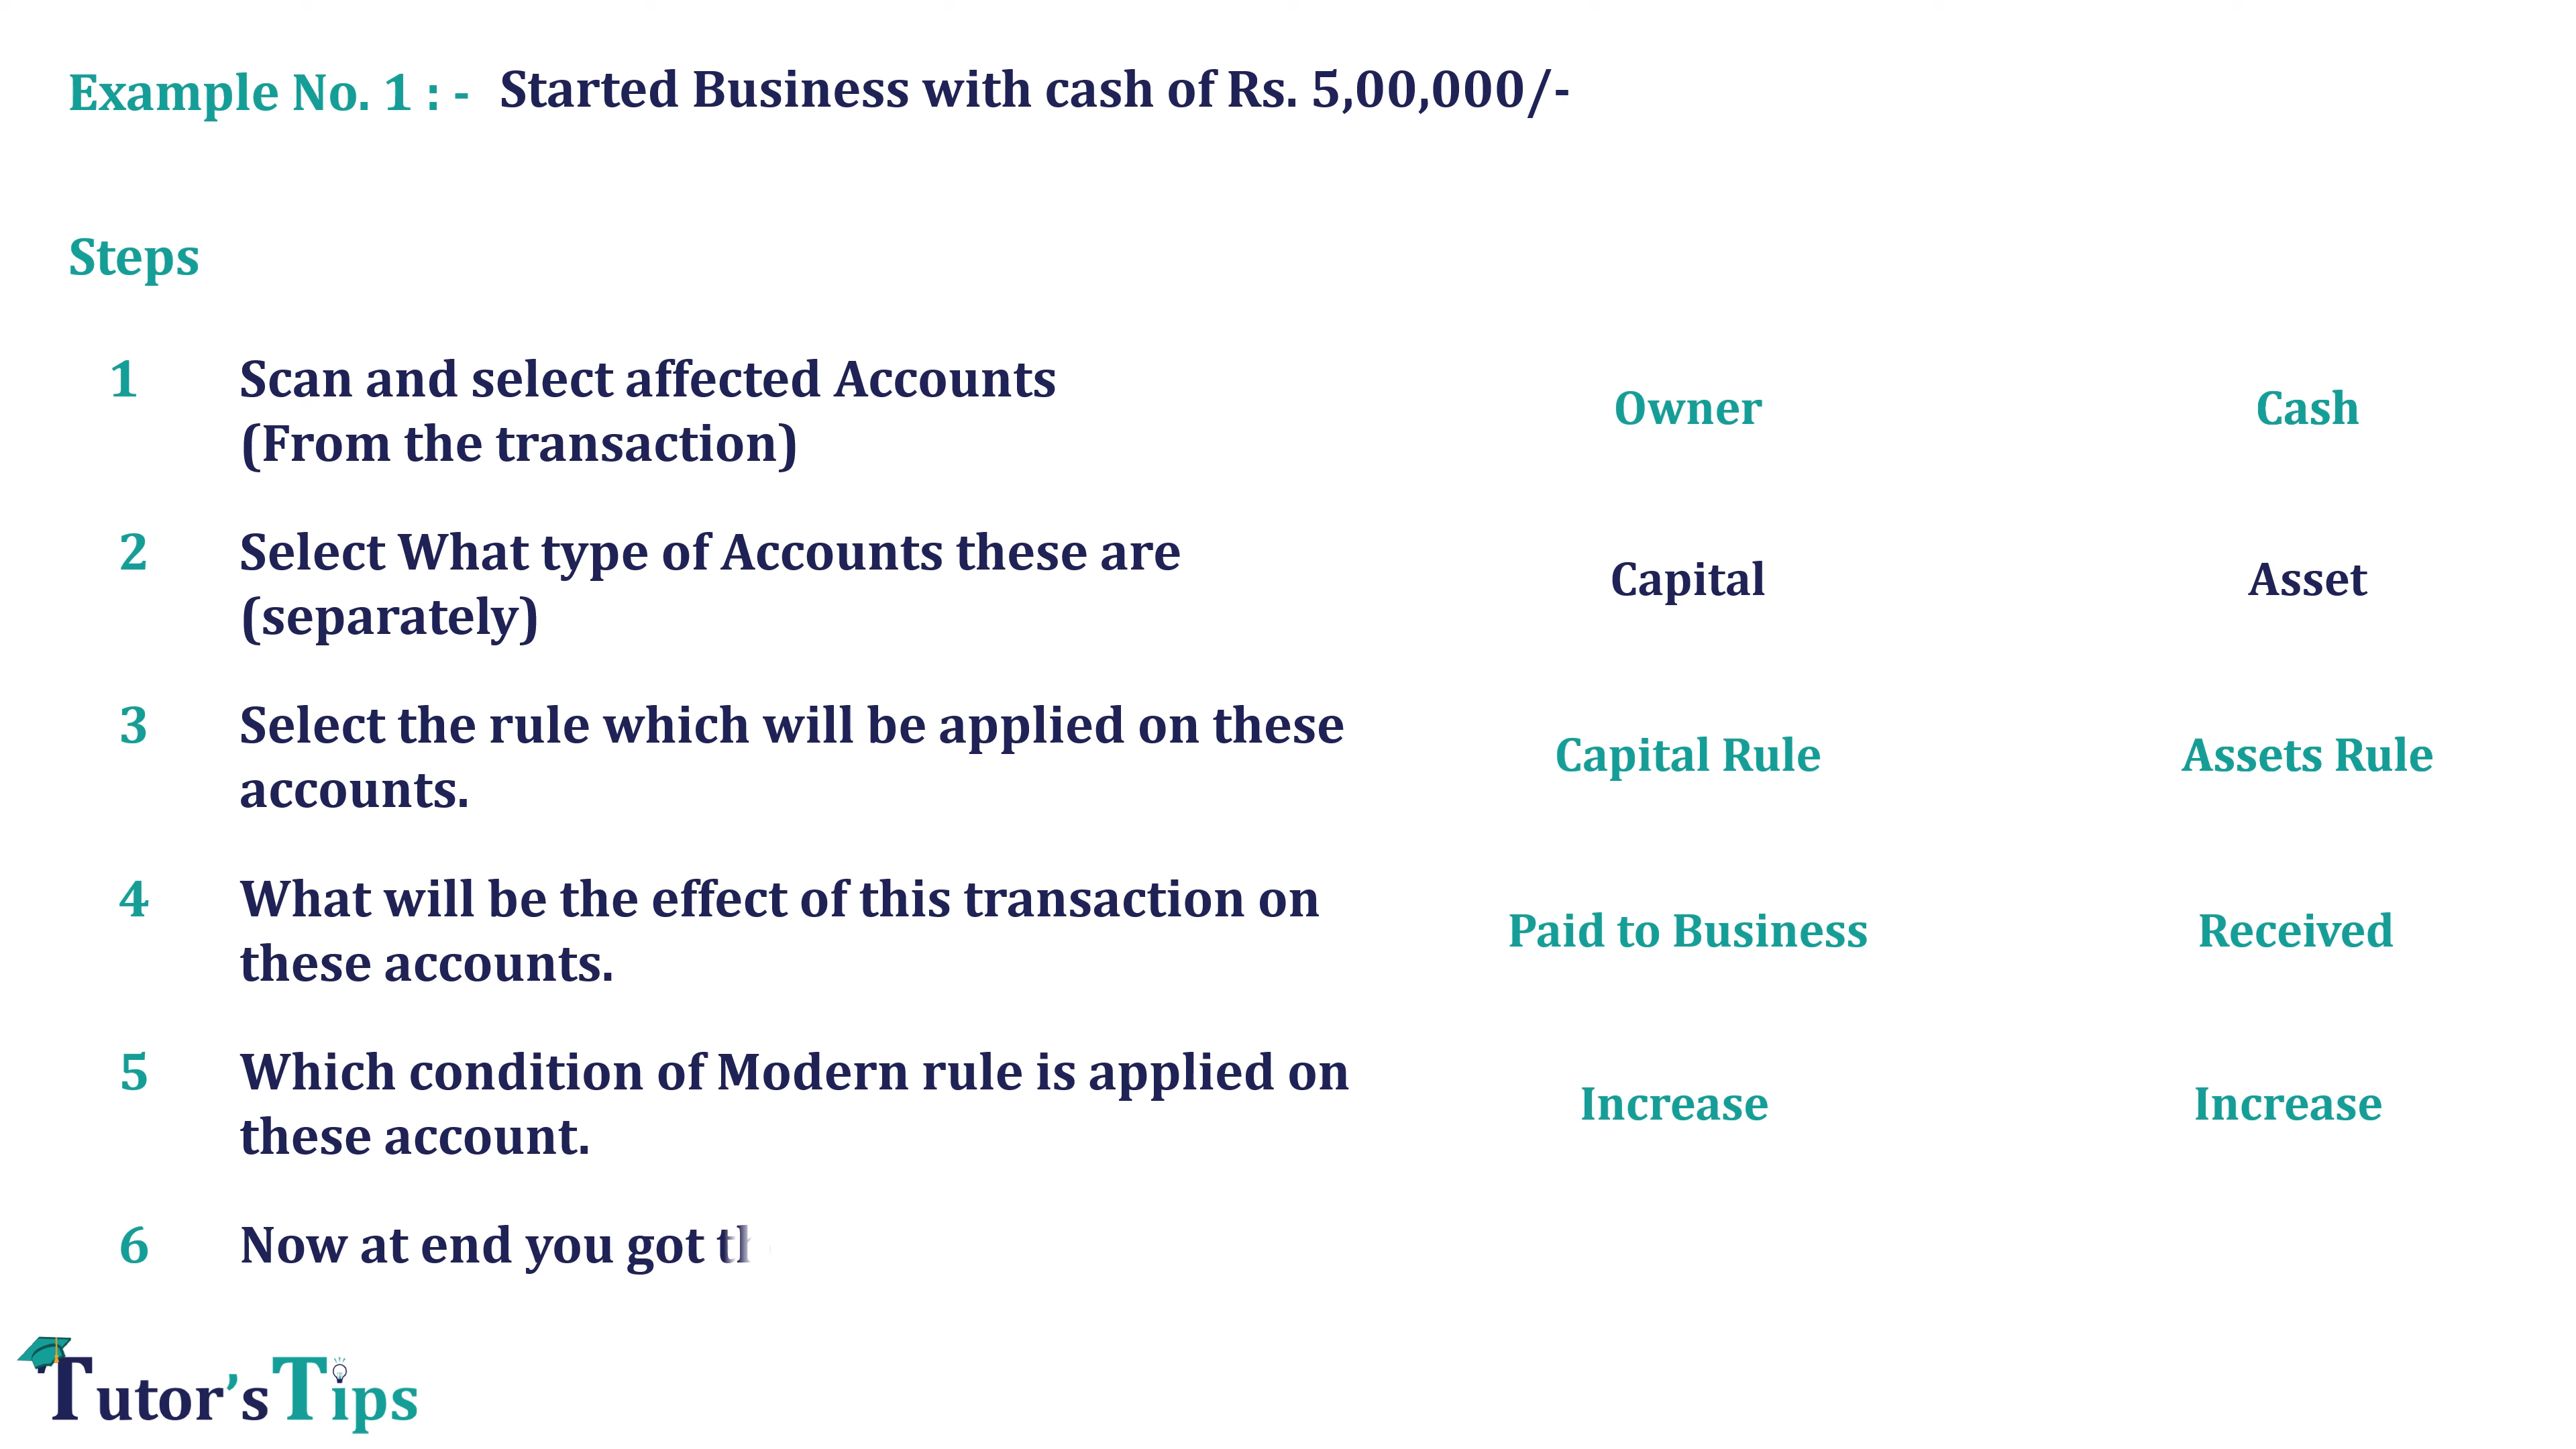 Example No. 1 : - Started Business with cash of Rs. 5,00,000/-
Steps
1 Scan and select affected Accounts
(From the transaction)
Owner Cash
2 Select What type of Accounts these are
(separately)
Capital Asset
3 Select the rule which will be applied on these
accounts.
Capital Rule Assets Rule
4 What will be the effect of this transaction on
these accounts.
Paid to Business Received
5 Which condition of Modern rule is applied on
these account.
Increase Increase
6 Now at end you got
Tutor’s Tips